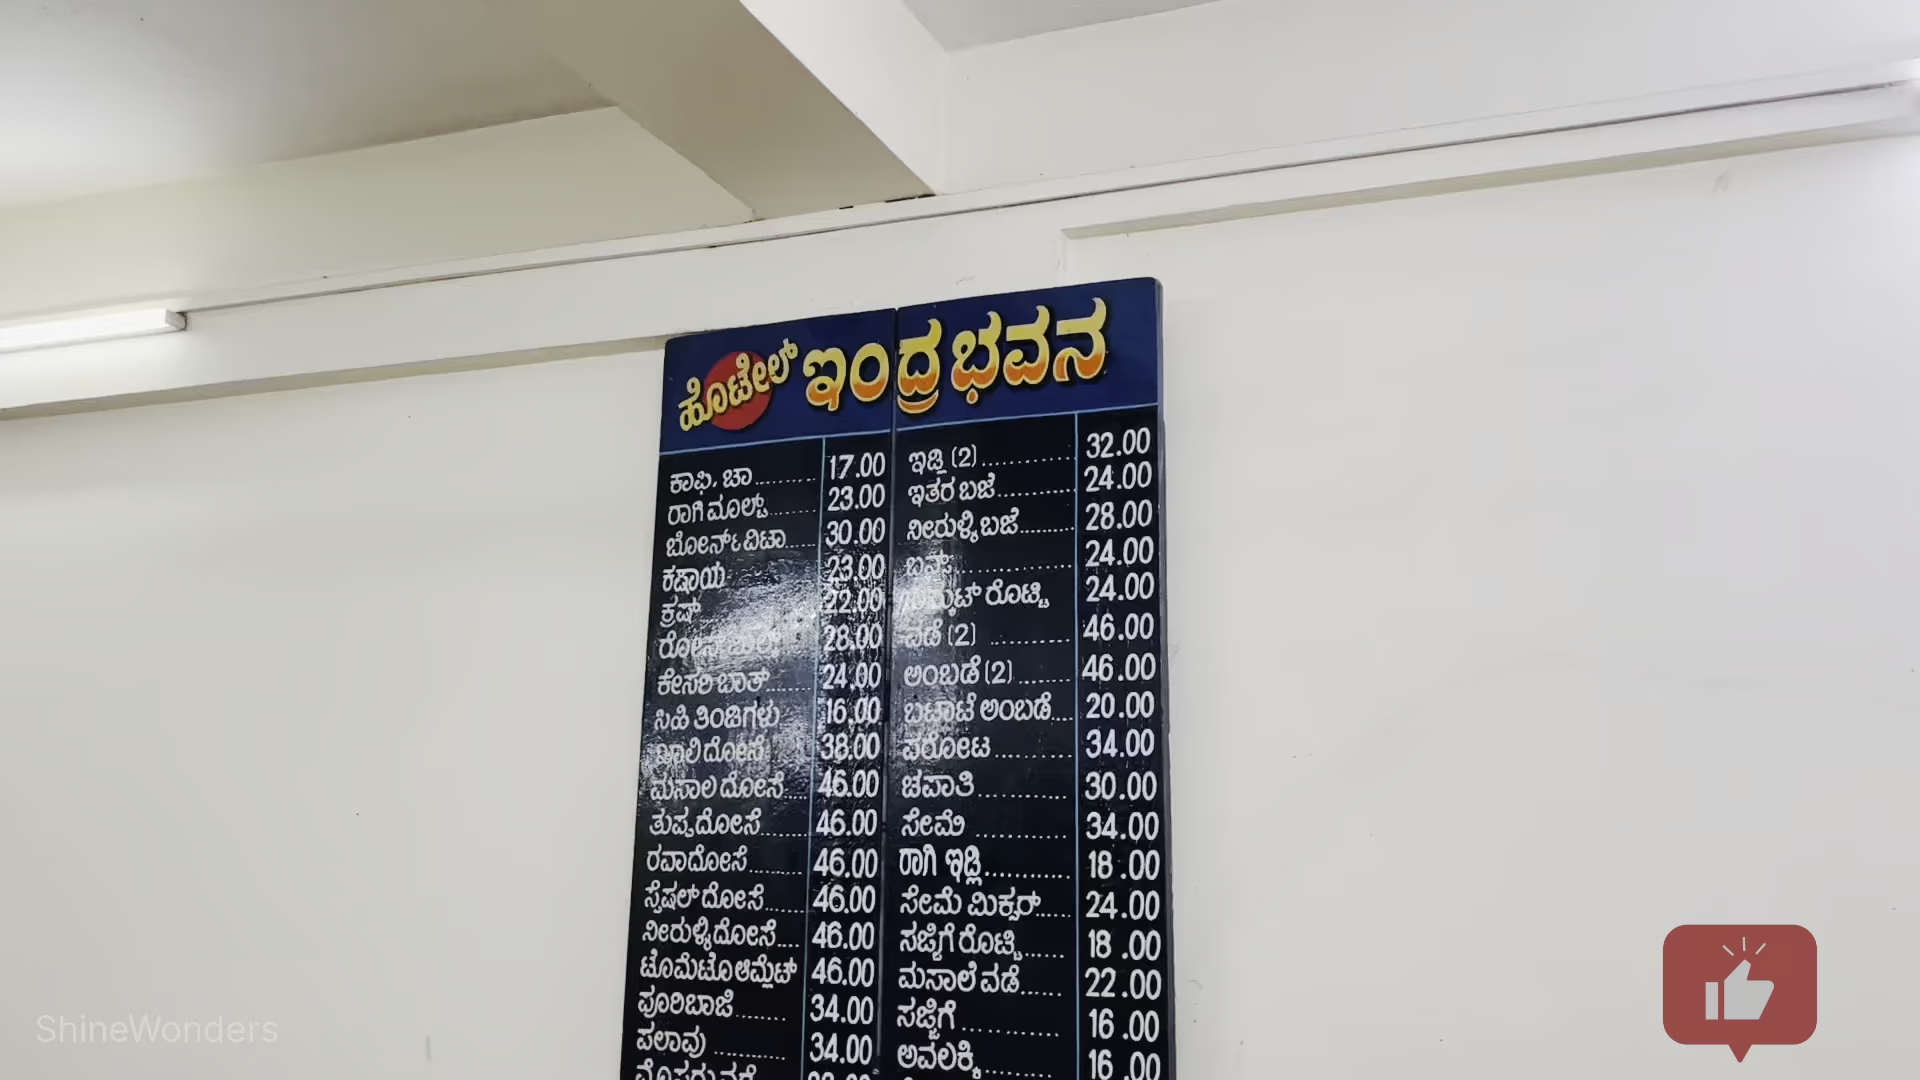 ಹೊಟೇಲ್ ಇಂದ್ರಭವನ
ಕಾಫಿ, ಚಾ......... 17.00
ರಾಗಿ ಮಾಲ್ಟ್........ 23.00
ಬೋರ್ನ್‌ವಿಟಾ...... 30.00
ಕಷಾಯ 23.00
ಕ್ರಷ್ 22.00
28.00
ಕೇಸರಿಬಾತ್....... 24.00
ಸಿಹಿ ತಿಂಡಿಗಳು 16.00
ಖಾಲಿದೋಸೆ 38.00
ಮಸಾಲ ದೋಸೆ.... 46.00
ತುಪ್ಪದೋಸೆ........ 46.00
ರವಾದೋಸೆ......... 46.00
ಸ್ಪೆಷಲ್ ದೋಸೆ....... 46.00
ನೀರುಳ್ಳಿದೋಸೆ.... 46.00
ಟೊಮೆಟೊ ಆಮ್ಲೆಟ್ 46.00
ಪೂರಿಬಾಜಿ........ 34.00
ಪಲಾವು ........... 34.00
ಇಡ್ಲಿ (2)............ 32.00
ಇತರ ಬಜೆ........... 24.00
ನೀರುಳ್ಳಿ ಬಜೆ......... 28.00
ಬನ್ಸ್................ 24.00
ರೊಟ್ಟಿ 24.00
ವಡೆ (2) ........... 46.00
ಅಂಬಡೆ (2) ....... 46.00
ಬಟಾಟೆ ಅಂಬಡೆ.... 20.00
ಪರೋಟ........... 34.00
ಚಪಾತಿ............ 30.00
ಸೇಮೆ ............ 34.00
ರಾಗಿ ಇಡ್ಲಿ........... 18.00
ಸೇಮೆ ಮಿಕ್ಸರ್..... 24.00
ಸಜ್ಜಿಗೆ ರೊಟ್ಟಿ...... 18.00
ಮಸಾಲೆ ವಡೆ...... 22.00
ಸಜ್ಜಿಗೆ ............ 16.00
ಅವಲಕ್ಕಿ........... 16.00
ShineWonders